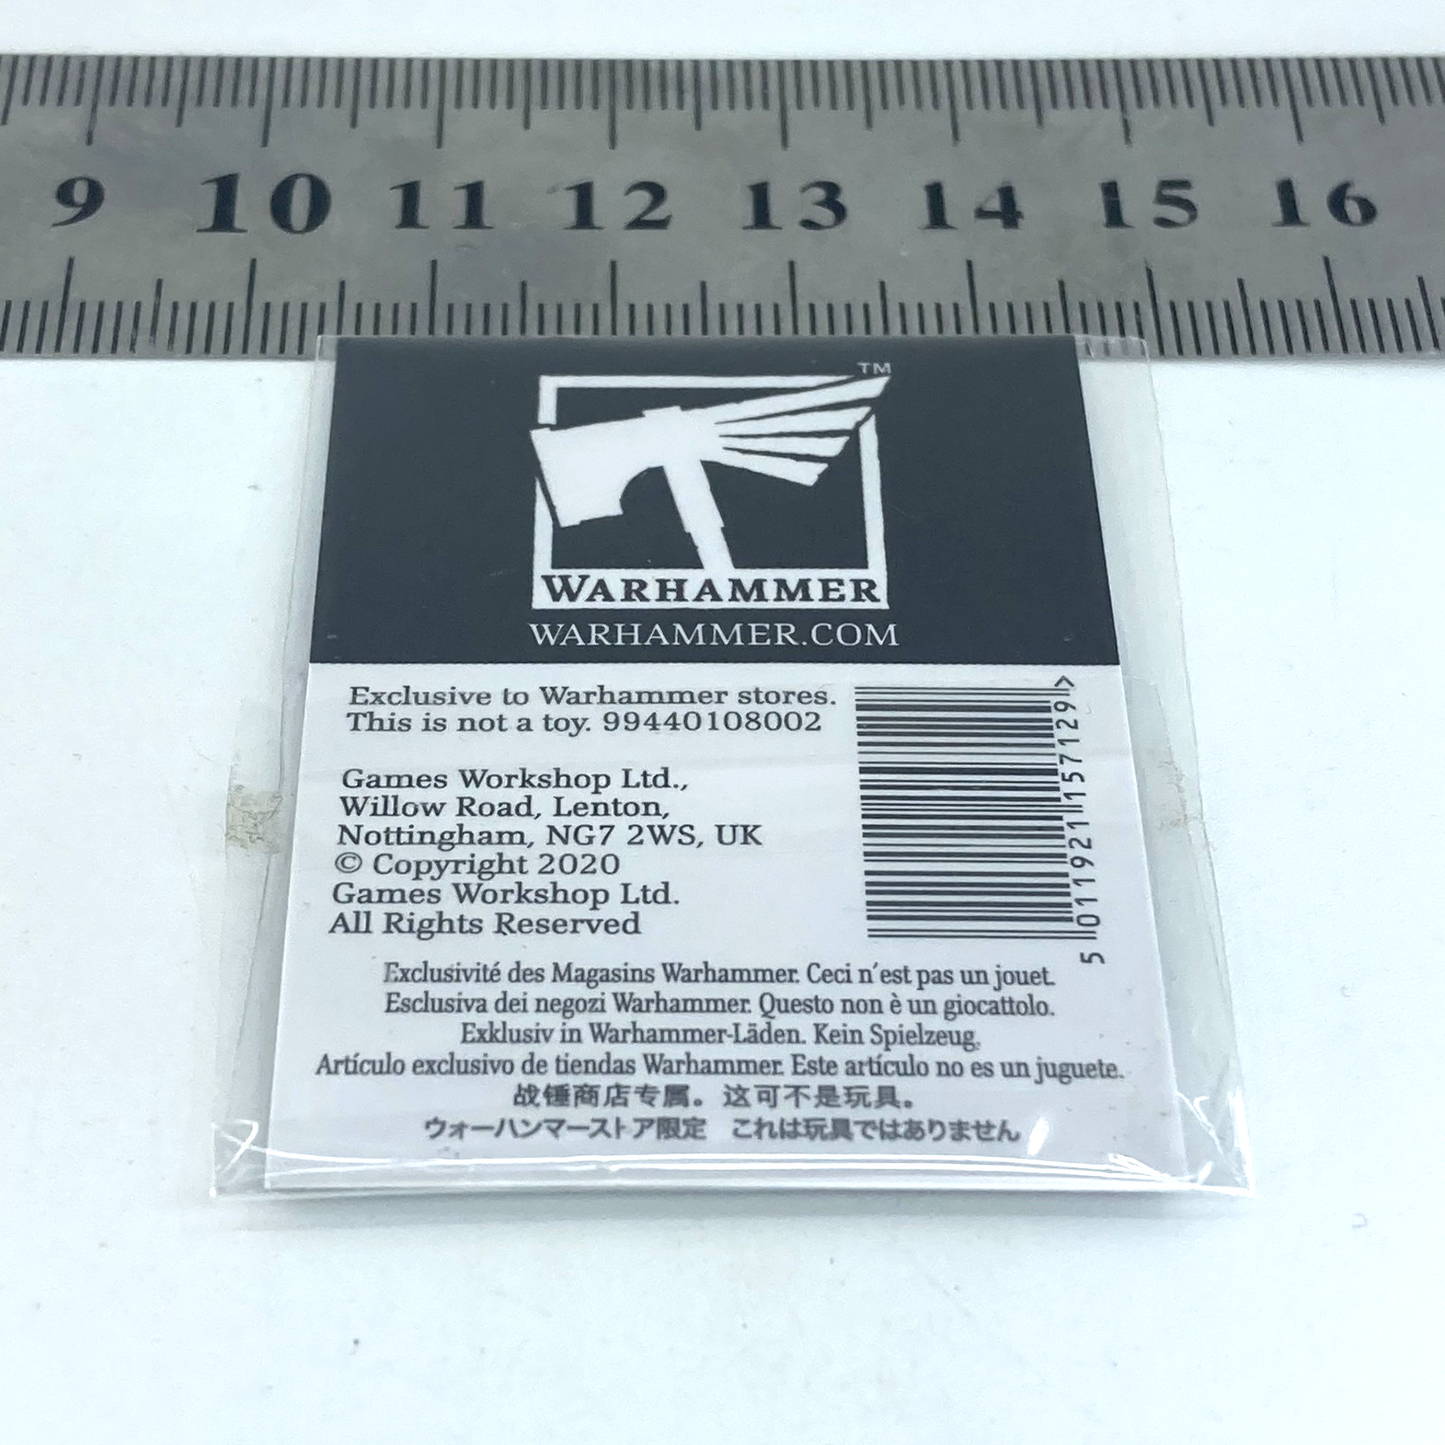 9 10 11 12 13 14 15 16
TM
WARHAMMER
WARHAMMER.COM
Exclusive to Warhammer stores.
This is not a toy. 99440108002
Games Workshop Ltd.,
Willow Road, Lenton,
Nottingham, NG7 2WS, UK
© Copyright 2020
Games Workshop Ltd.
All Rights Reserved
5 011921 157129 >
Exclusivité des Magasins Warhammer. Ceci n'est pas un jouet.
Esclusiva dei negozi Warhammer. Questo non è un giocattolo.
Exklusiv in Warhammer-Läden. Kein Spielzeug.
Artículo exclusivo de tiendas Warhammer. Este artículo no es un juguete.
战锤商店专属。这可不是玩具。
ウォーハンマーストア限定 これは玩具ではありません